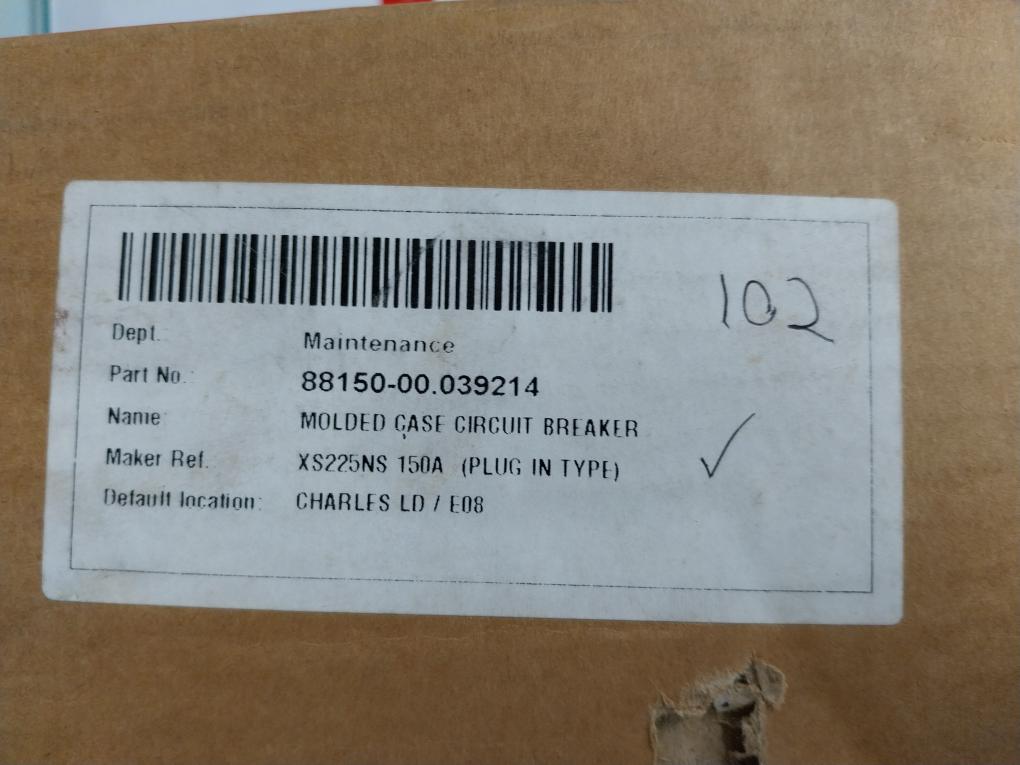 102
Dept. Maintenance
Part No.: 88150-00.039214
Name: MOLDED CASE CIRCUIT BREAKER
Maker Ref. XS225NS 150A (PLUG IN TYPE)
Default location: CHARLES LD / E08